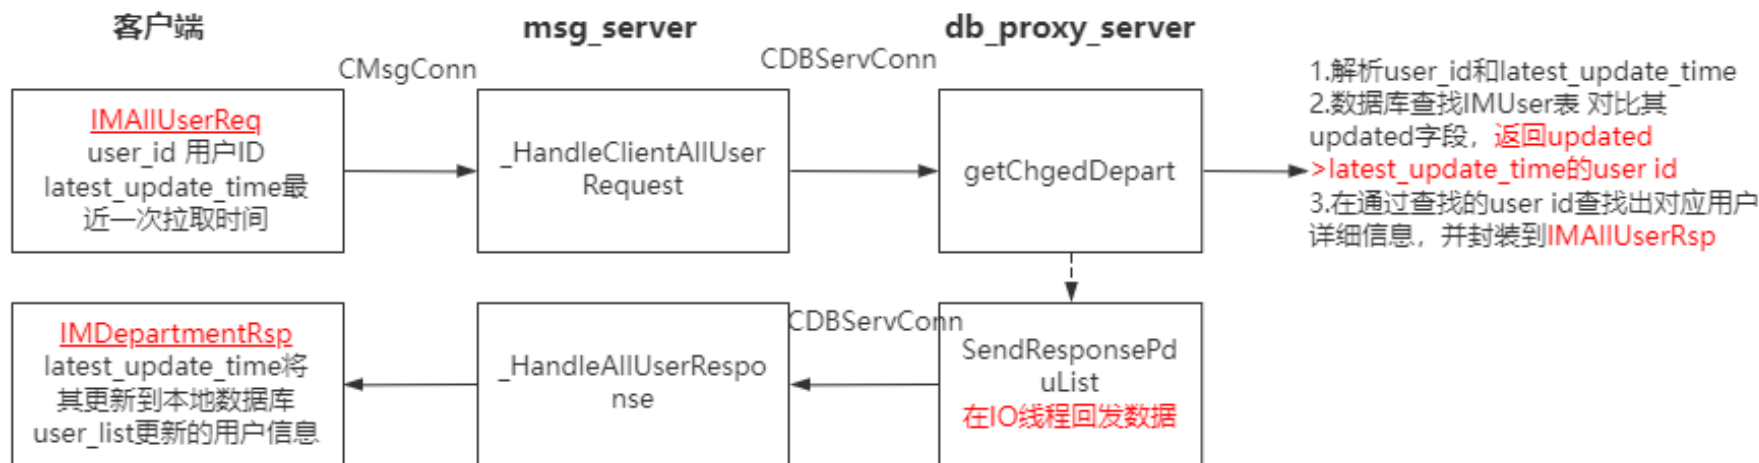 客户端
msg_server
db_proxy_server
CMsgConn
CDBServConn
IMAllUserReq
user_id 用户ID
latest_update_time最
近一次拉取时间
_HandleClientAllUser
Request
getChgedDepart
1.解析user_id和latest_update_time
2.数据库查找IMUser表 对比其
updated字段，返回updated
>latest_update_time的user id
3.在通过查找的user id查找出对应用户
详细信息，并封装到IMAllUserRsp
IMDepartmentRsp
latest_update_time将
其更新到本地数据库
user_list更新的用户信息
_HandleAllUserRespo
nse
CDBServConn
SendResponsePd
uList
在IO线程回发数据